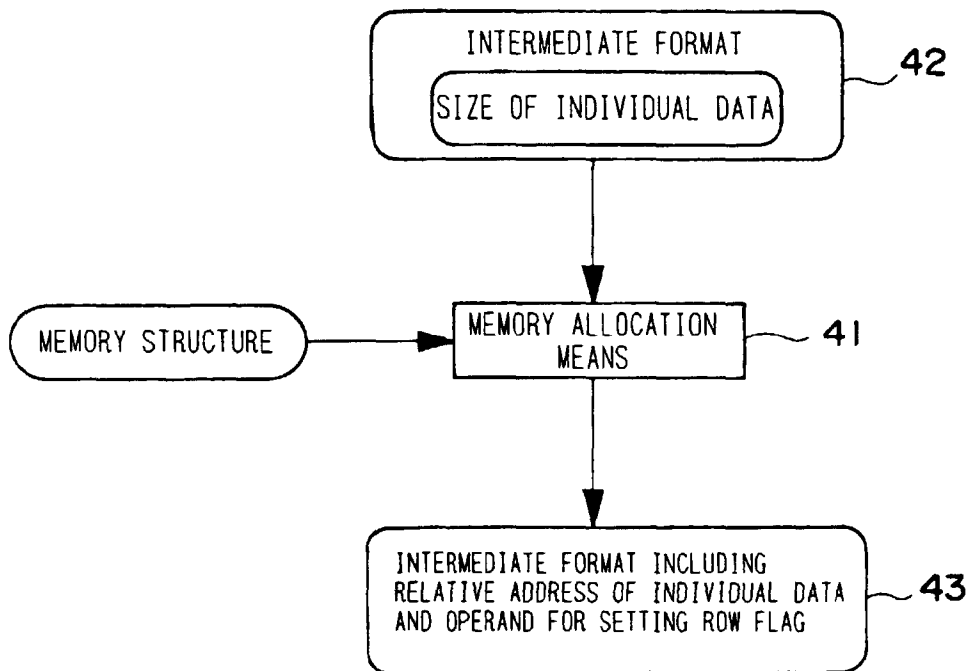 INTERMEDIATE FORMAT
SIZE OF INDIVIDUAL DATA
42
MEMORY STRUCTURE
MEMORY ALLOCATION
MEANS
41
INTERMEDIATE FORMAT INCLUDING
RELATIVE ADDRESS OF INDIVIDUAL DATA
AND OPERAND FOR SETTING ROW FLAG
43